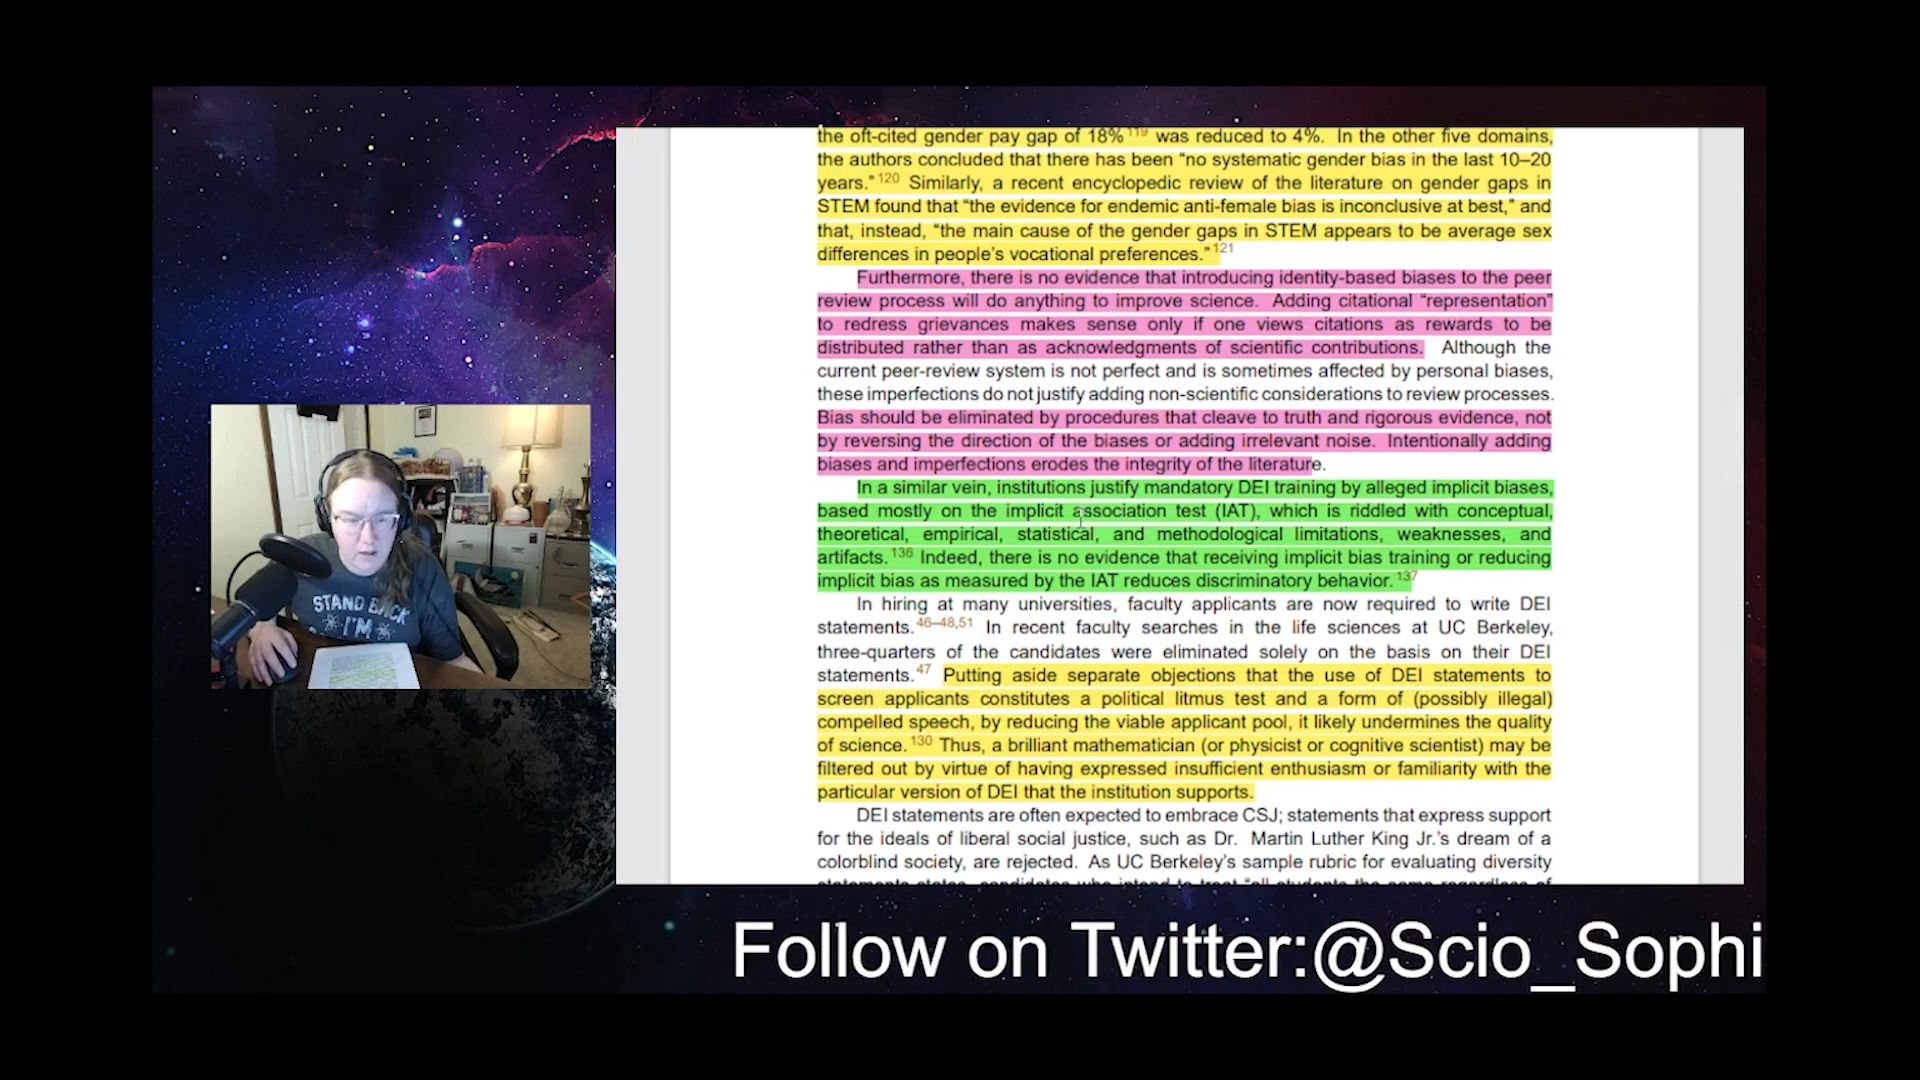 the oft-cited gender pay gap of 18%119 was reduced to 4%. In the other five domains,
the authors concluded that there has been “no systematic gender bias in the last 10–20
years.”120 Similarly, a recent encyclopedic review of the literature on gender gaps in
STEM found that “the evidence for endemic anti-female bias is inconclusive at best,” and
that, instead, “the main cause of the gender gaps in STEM appears to be average sex
differences in people’s vocational preferences.”121
Furthermore, there is no evidence that introducing identity-based biases to the peer
review process will do anything to improve science. Adding citational “representation”
to redress grievances makes sense only if one views citations as rewards to be
distributed rather than as acknowledgments of scientific contributions. Although the
current peer-review system is not perfect and is sometimes affected by personal biases,
these imperfections do not justify adding non-scientific considerations to review processes.
Bias should be eliminated by procedures that cleave to truth and rigorous evidence, not
by reversing the direction of the biases or adding irrelevant noise. Intentionally adding
biases and imperfections erodes the integrity of the literature.
In a similar vein, institutions justify mandatory DEI training by alleged implicit biases,
based mostly on the implicit association test (IAT), which is riddled with conceptual,
theoretical, empirical, statistical, and methodological limitations, weaknesses, and
artifacts.136 Indeed, there is no evidence that receiving implicit bias training or reducing
implicit bias as measured by the IAT reduces discriminatory behavior.137
In hiring at many universities, faculty applicants are now required to write DEI
statements.46–48,51 In recent faculty searches in the life sciences at UC Berkeley,
three-quarters of the candidates were eliminated solely on the basis on their DEI
statements.47 Putting aside separate objections that the use of DEI statements to
screen applicants constitutes a political litmus test and a form of (possibly illegal)
compelled speech, by reducing the viable applicant pool, it likely undermines the quality
of science.130 Thus, a brilliant mathematician (or physicist or cognitive scientist) may be
filtered out by virtue of having expressed insufficient enthusiasm or familiarity with the
particular version of DEI that the institution supports.
DEI statements are often expected to embrace CSJ; statements that express support
for the ideals of liberal social justice, such as Dr. Martin Luther King Jr.’s dream of a
colorblind society, are rejected. As UC Berkeley’s sample rubric for evaluating diversity
statements states, candidates who intend to treat “all students the same regardless of
STAND BACK
I'M
Follow on Twitter:@Scio_Sophi